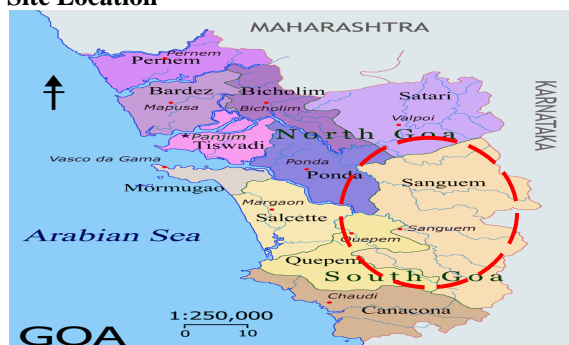 Site Location
MAHARASHTRA
KARNATAKA
Pernem
Pernem
Bardez
Mapusa
Bicholim
Bicholim
Satari
Valpoi
Panjim
Tiswadi
North Goa
Vasco da Gama
Ponda
Ponda
Mormugao
Sanguem
Margaon
Salcette
Sanguem
Quepem
Arabian Sea
Quepem
South Goa
Chaudi
Canacona
1:250,000
0 10
GOA